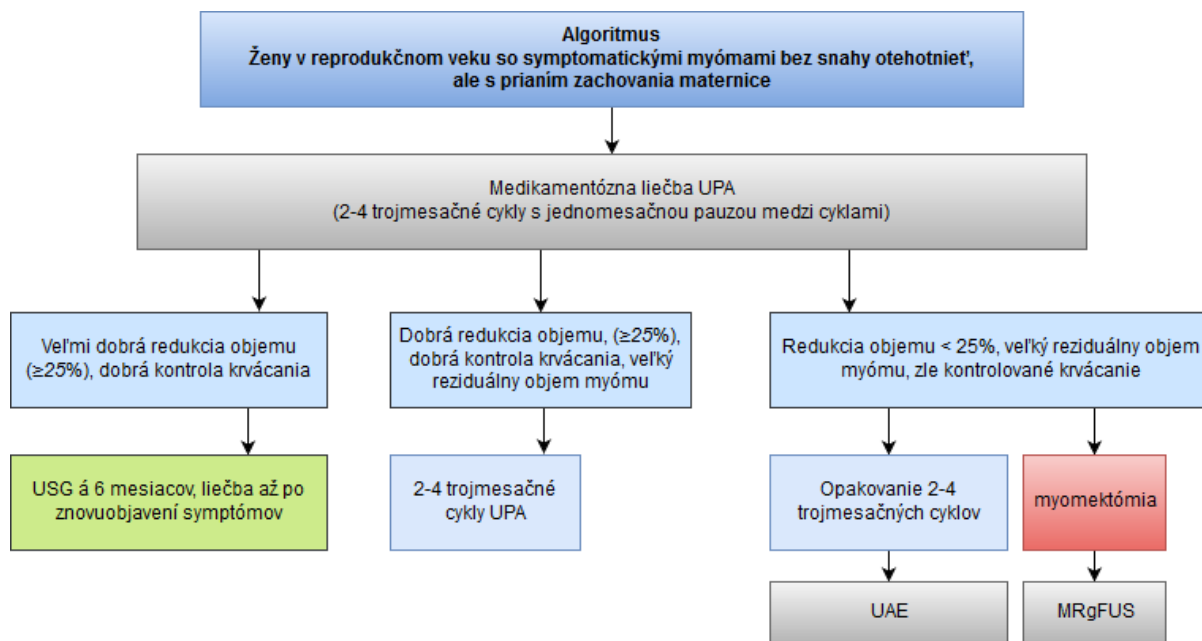 Algoritmus
Ženy v reprodukčnom veku so symptomatickými myómami bez snahy otehotnieť,
ale s prianím zachovania maternice
Medikamentózna liečba UPA
(2-4 trojmesačné cykly s jednomesačnou pauzou medzi cyklami)
Veľmi dobrá redukcia objemu
(≥25%), dobrá kontrola krvácania
Dobrá redukcia objemu, (≥25%),
dobrá kontrola krvácania, veľký
reziduálny objem myómu
Redukcia objemu < 25%, veľký reziduálny objem
myómu, zle kontrolované krvácanie
USG á 6 mesiacov, liečba až po
znovuobjavení symptómov
2-4 trojmesačné
cykly UPA
Opakovanie 2-4
trojmesačných cyklov
myomektómia
UAE
MRgFUS